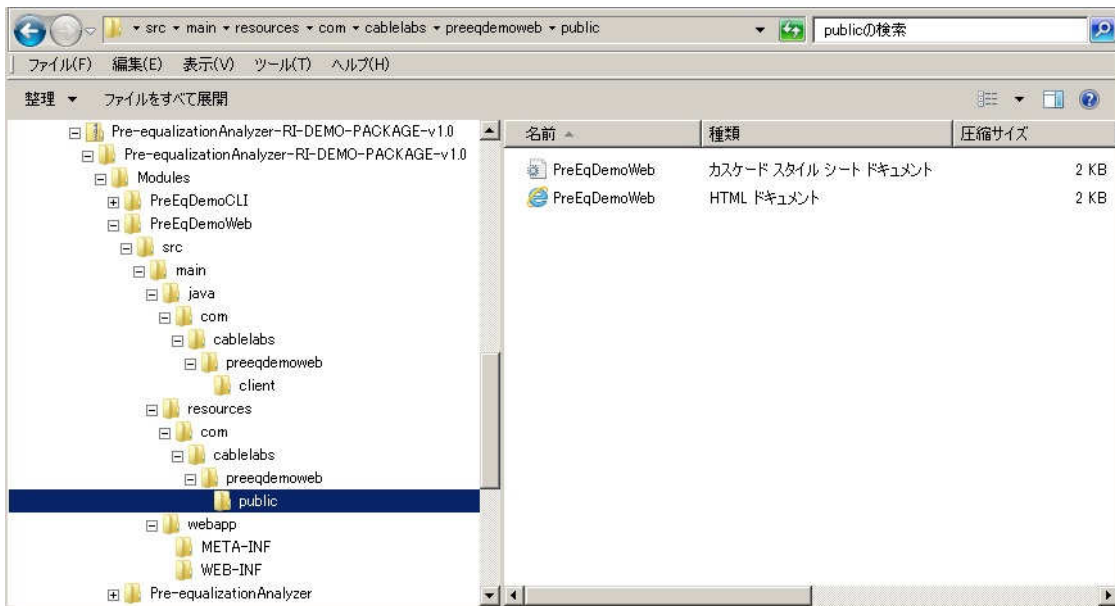 src ▾ main ▾ resources ▾ com ▾ cablelabs ▾ preeqdemoweb ▾ public
publicの検索
ファイル(F) 編集(E) 表示(V) ツール(T) ヘルプ(H)
整理 ▼ ファイルをすべて展開
Pre-equalizationAnalyzer-RI-DEMO-PACKAGE-v1.0
Pre-equalizationAnalyzer-RI-DEMO-PACKAGE-v1.0
Modules
PreEqDemoCLI
PreEqDemoWeb
src
main
java
com
cablelabs
preeqdemoweb
client
resources
com
cablelabs
preeqdemoweb
public
webapp
META-INF
WEB-INF
Pre-equalizationAnalyzer
名前 種類 圧縮サイズ
PreEqDemoWeb カスケード スタイル シート ドキュメント 2 KB
PreEqDemoWeb HTML ドキュメント 2 KB